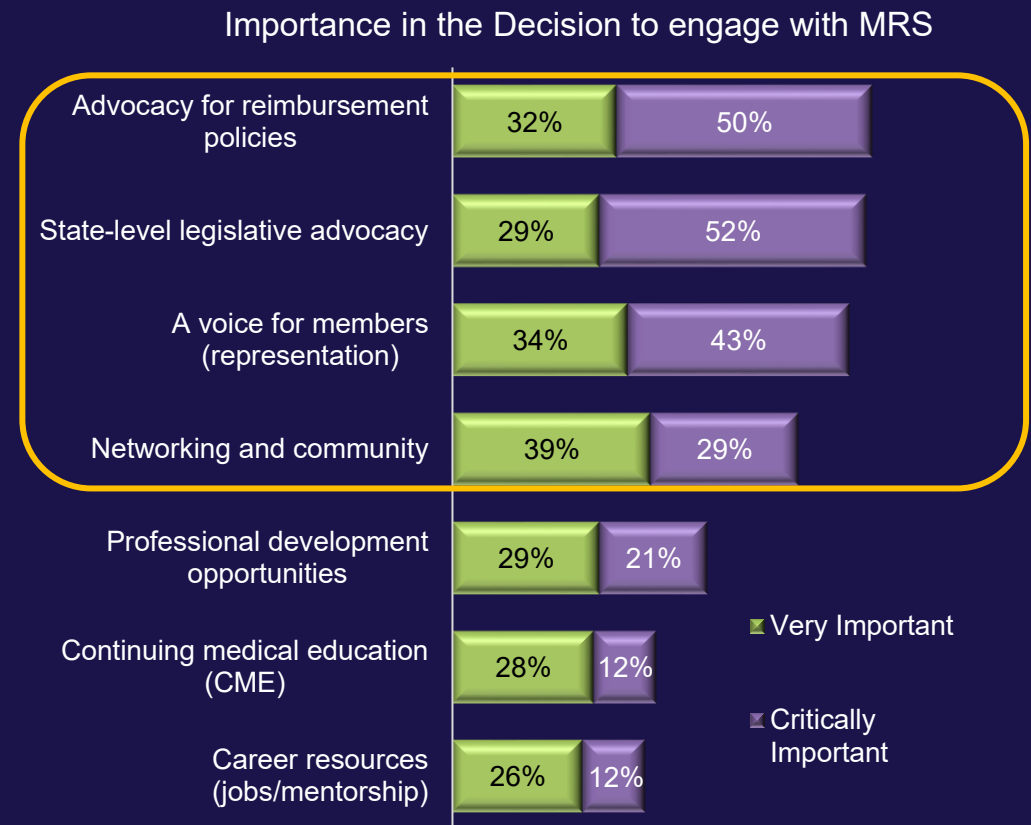 Importance in the Decision to engage with MRS
Advocacy for reimbursement
policies
32%
50%
State-level legislative advocacy
29%
52%
A voice for members
(representation)
34%
43%
Networking and community
39%
29%
Professional development
opportunities
29%
21%
Very Important
Continuing medical education
(CME)
28%
12%
Critically
Important
Career resources
(jobs/mentorship)
26%
12%